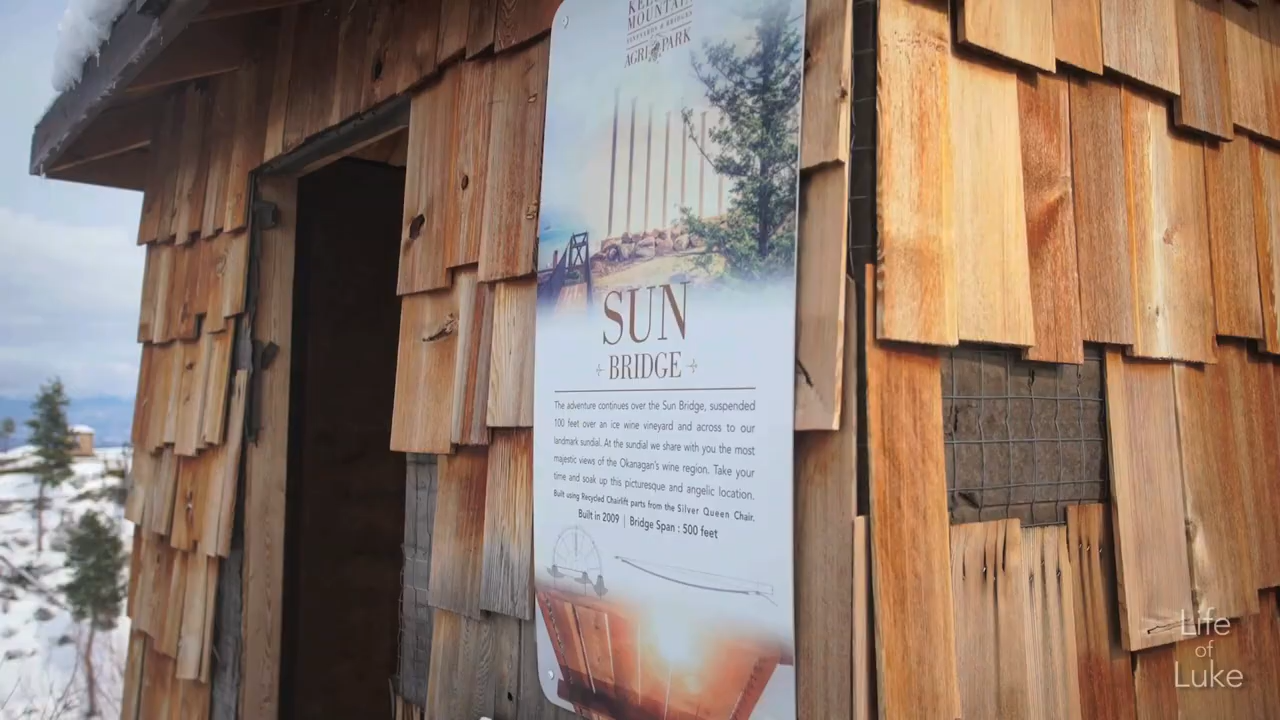 MOUNTAIN
VINEYARDS & BRIDGES
AGRI PARK
SUN
BRIDGE
The adventure continues over the Sun Bridge, suspended
100 feet over an ice wine vineyard and across to our
landmark sundial. At the sundial we share with you the most
majestic views of the Okanagan's wine region. Take your
time and soak up this picturesque and angelic location.
Built using Recycled Chairlift parts from the Silver Queen Chair.
Built in 2009 | Bridge Span : 500 feet
Life
of
Luke